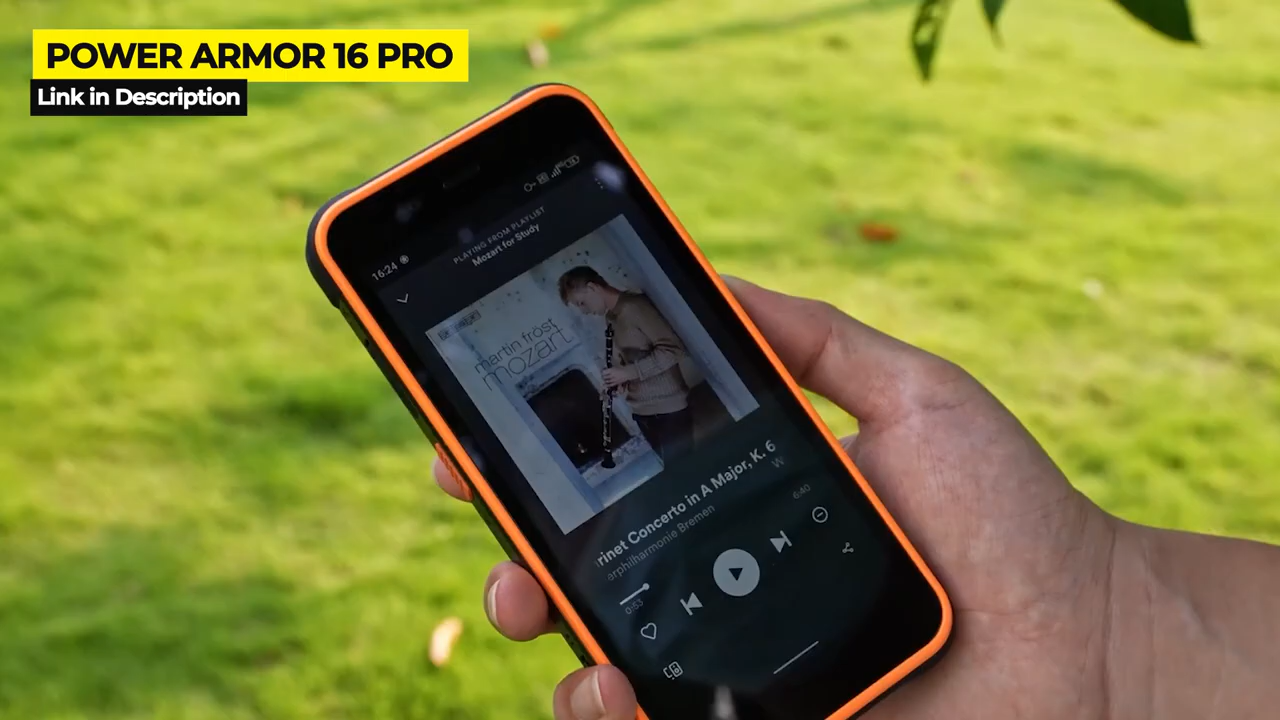 POWER ARMOR 16 PRO
Link in Description
16:24
PLAYING FROM PLAYLIST
Mozart for Study
martin fröst
mozart
rinet Concerto in A Major, K. 6
erphilharmonie Bremen
W
0:53
6:40